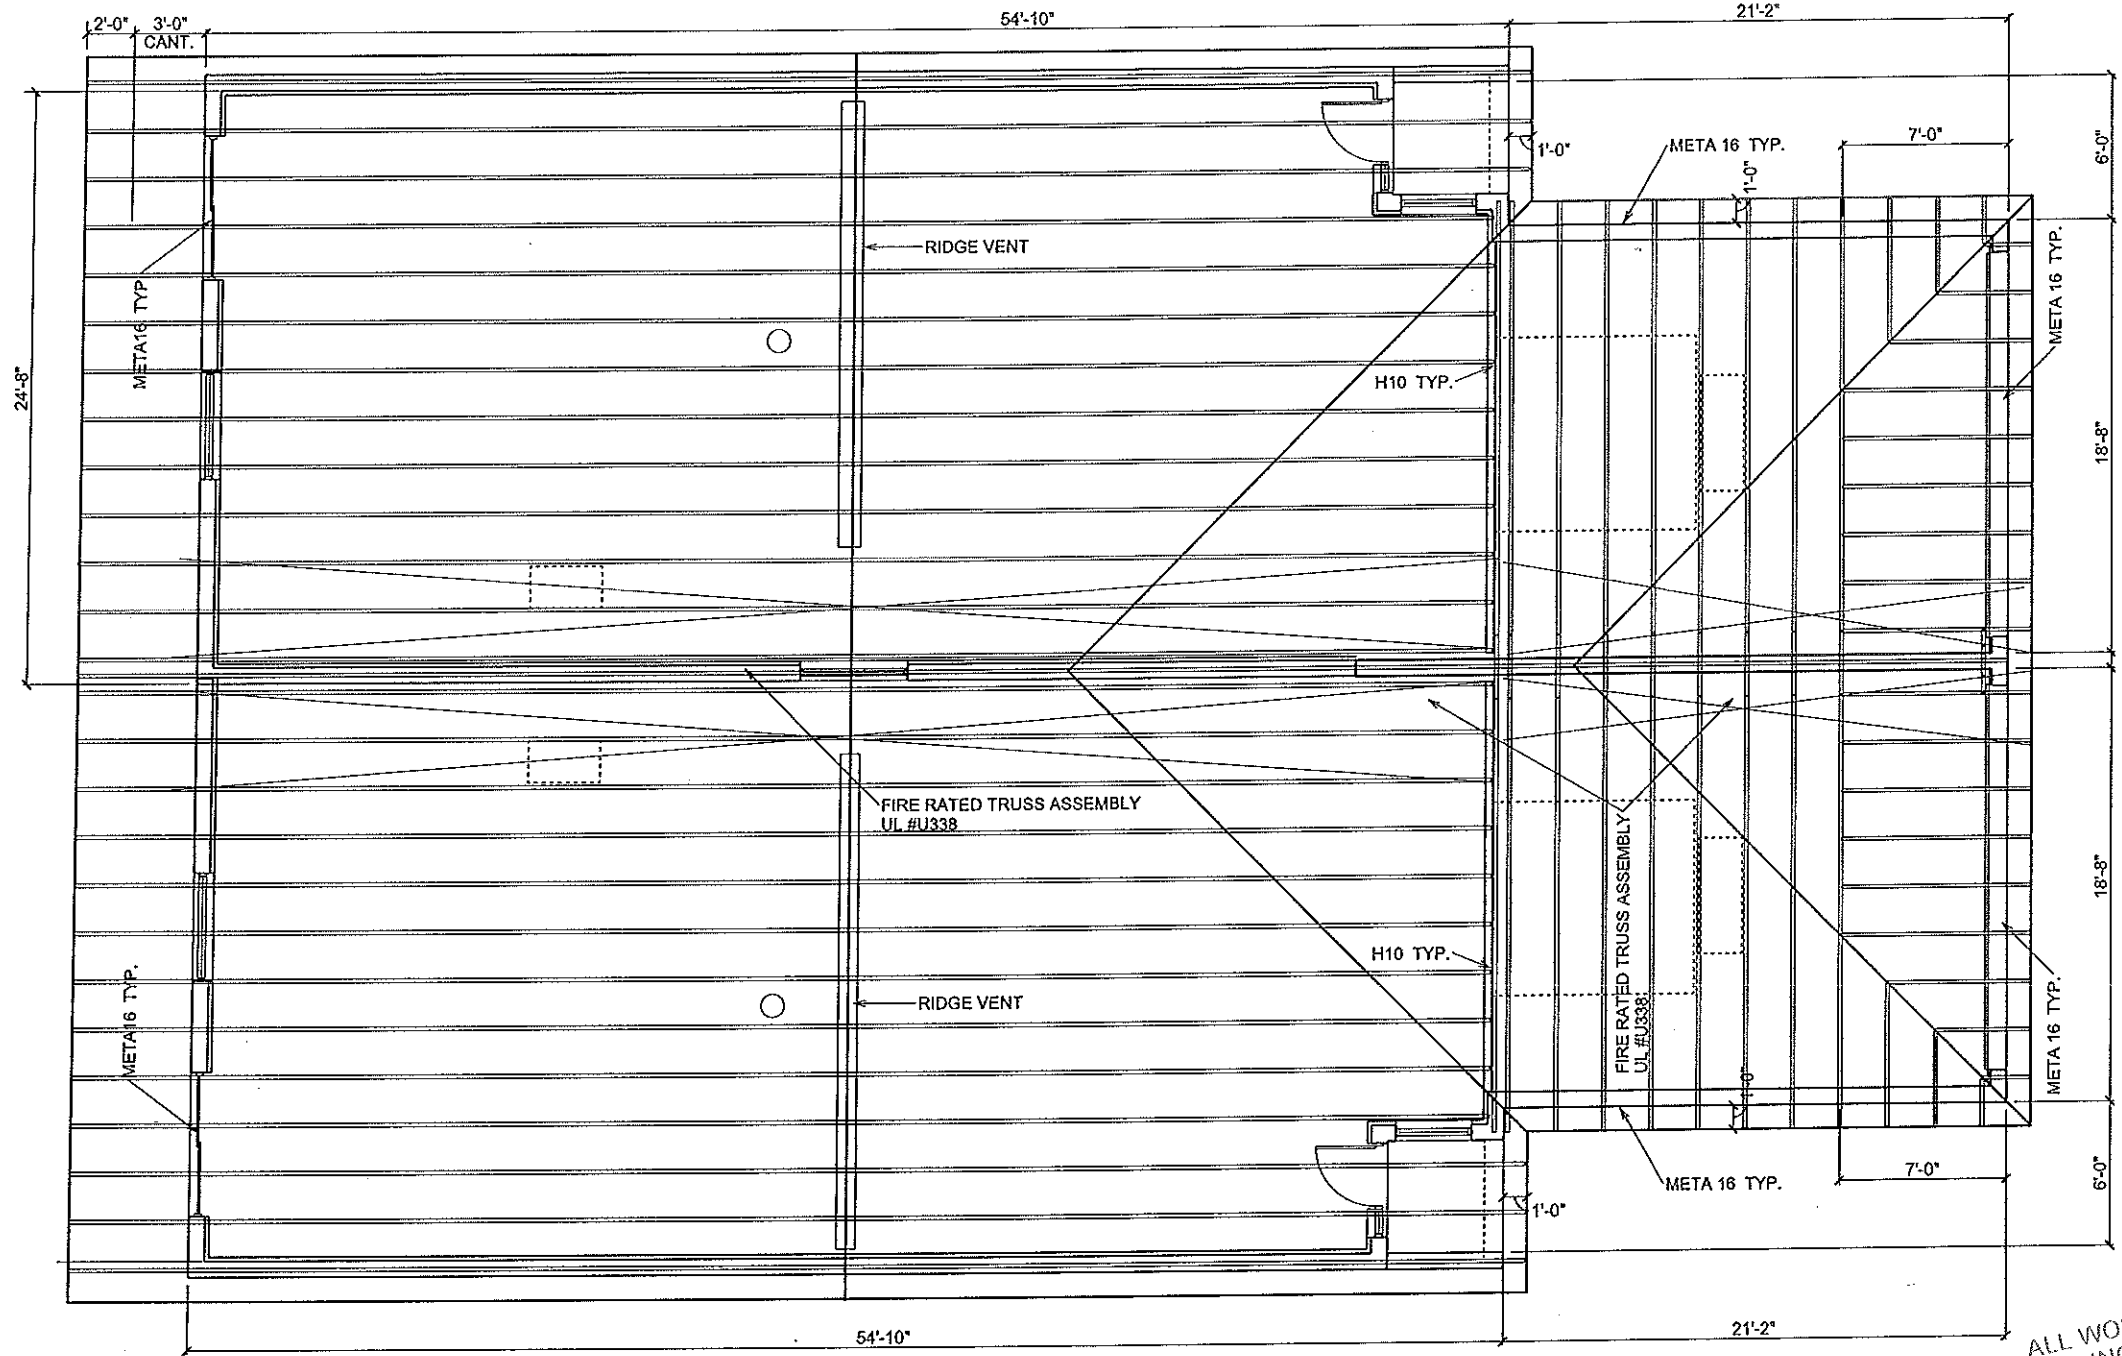 2'-0"
3'-0"
CANT.
54'-10"
21'-2"
7'-0"
6'-0"
1'-0"
META 16 TYP.
1'-0"
RIDGE VENT
META16 TYP.
META 16 TYP.
24'-8"
H10 TYP.
18'-8"
FIRE RATED TRUSS ASSEMBLY
UL #U338
FIRE RATED TRUSS ASSEMBLY
UL #U338
18'-8"
H10 TYP.
RIDGE VENT
META16 TYP.
META 16 TYP.
META 16 TYP.
7'-0"
1'-0"
6'-0"
54'-10"
21'-2"
ALL